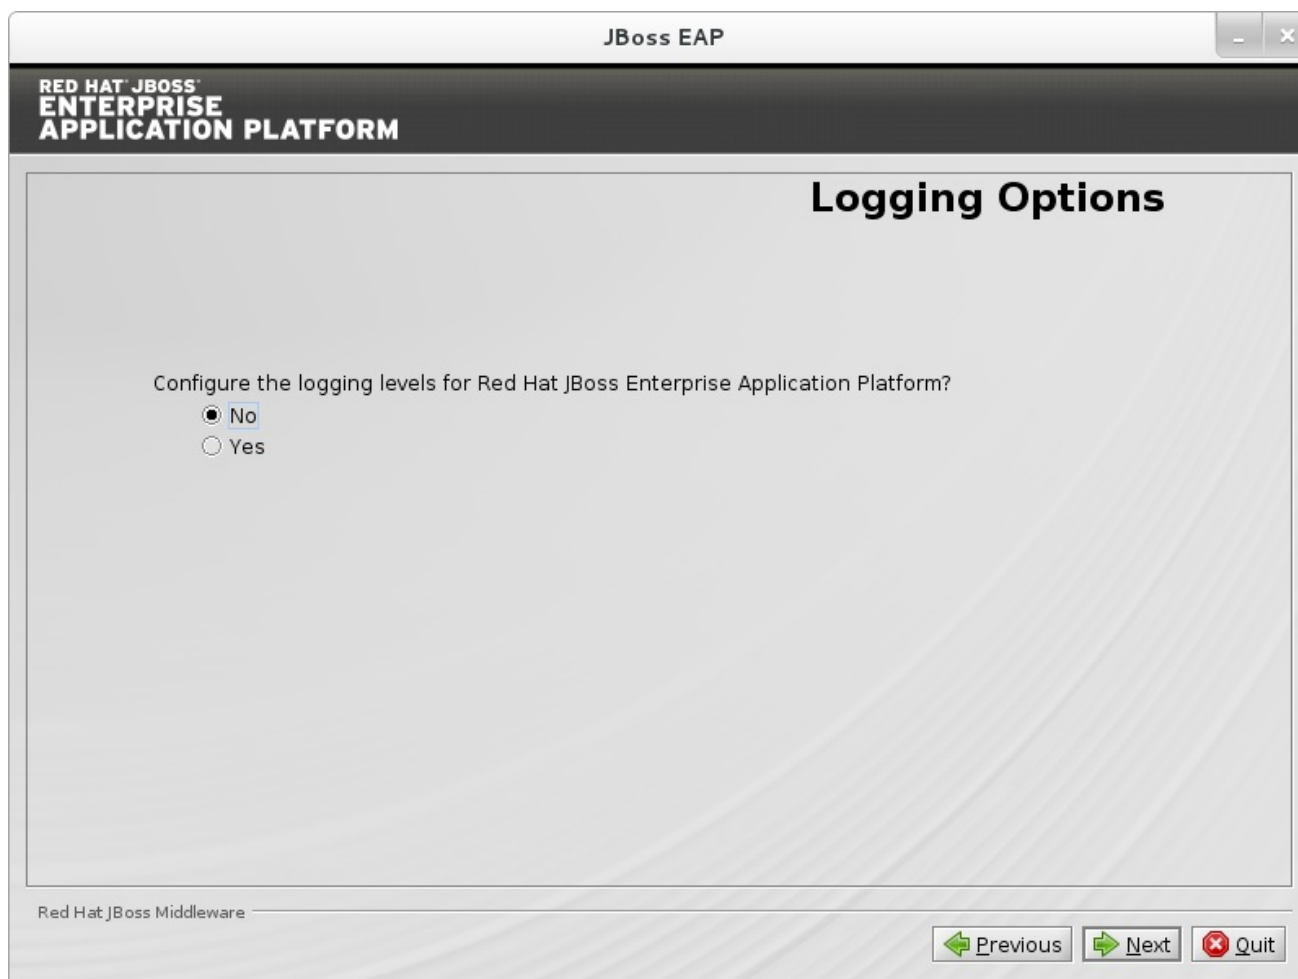 JBoss EAP
RED HAT JBOSS
ENTERPRISE
APPLICATION PLATFORM
Logging Options
Configure the logging levels for Red Hat JBoss Enterprise Application Platform?
No
Yes
Red Hat JBoss Middleware
Previous Next Quit